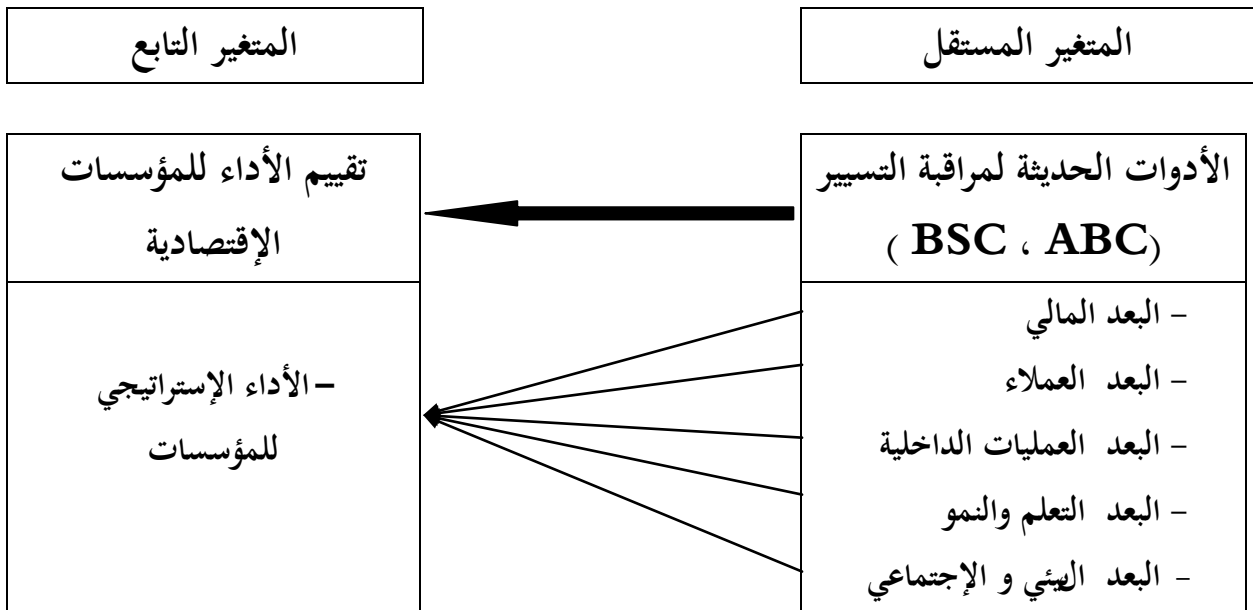 المتغير المستقل
المتغير التابع
الأدوات الحديثة لمراقبة التسيير
( BSC ، ABC)
تقييم الأداء للمؤسسات
الإقتصادية
- البعد المالي
- البعد العملاء
- البعد العمليات الداخلية
- البعد التعلم والنمو
- البعد البيئي و الإجتماعي
- الأداء الإستراتيجي
للمؤسسات